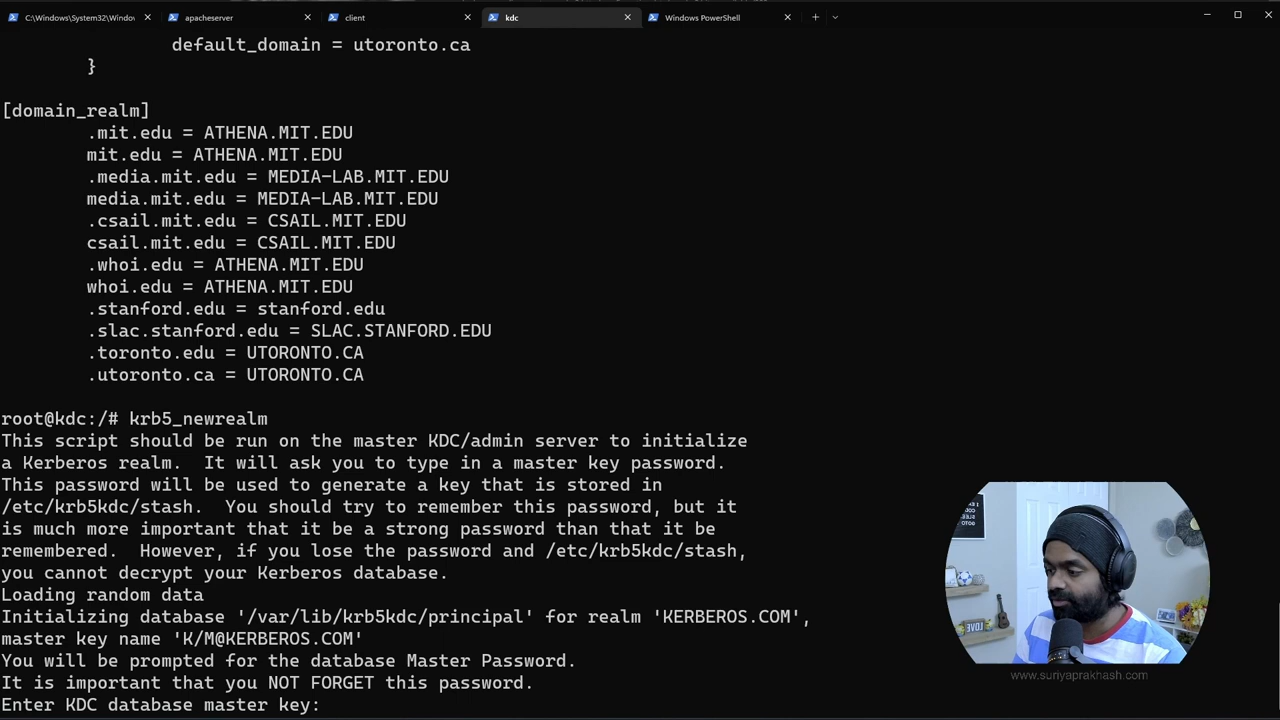 C:\Windows\System32\Windov
apacheserver
client
kdc
Windows PowerShell
default_domain = utoronto.ca
}
[domain_realm]
.mit.edu = ATHENA.MIT.EDU
mit.edu = ATHENA.MIT.EDU
.media.mit.edu = MEDIA-LAB.MIT.EDU
media.mit.edu = MEDIA-LAB.MIT.EDU
.csail.mit.edu = CSAIL.MIT.EDU
csail.mit.edu = CSAIL.MIT.EDU
.whoi.edu = ATHENA.MIT.EDU
whoi.edu = ATHENA.MIT.EDU
.stanford.edu = stanford.edu
.slac.stanford.edu = SLAC.STANFORD.EDU
.toronto.edu = UTORONTO.CA
.utoronto.ca = UTORONTO.CA
root@kdc:/# krb5_newrealm
This script should be run on the master KDC/admin server to initialize
a Kerberos realm.  It will ask you to type in a master key password.
This password will be used to generate a key that is stored in
/etc/krb5kdc/stash.  You should try to remember this password, but it
is much more important that it be a strong password than that it be
remembered.  However, if you lose the password and /etc/krb5kdc/stash,
you cannot decrypt your Kerberos database.
Loading random data
Initializing database '/var/lib/krb5kdc/principal' for realm 'KERBEROS.COM',
master key name 'K/M@KERBEROS.COM'
You will be prompted for the database Master Password.
It is important that you NOT FORGET this password.
Enter KDC database master key:
www.suriyaprakhash.com